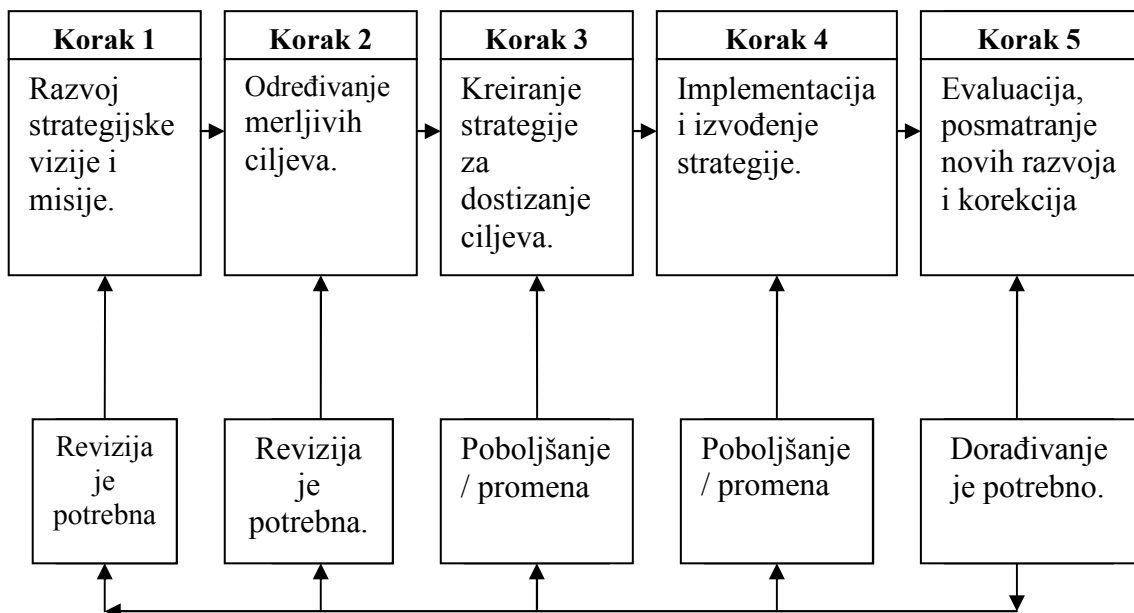 Korak 1
Razvoj
strategijske
vizije i
misije.
Korak 2
Određivanje
merljivih
ciljeva.
Korak 3
Kreiranje
strategije
za
dostizanje
ciljeva.
Korak 4
Implementacija
i izvođenje
strategije.
Korak 5
Evaluacija,
posmatranje
novih razvoja
i korekcija
Revizija
je
potrebna
Revizija
je
potrebna.
Poboljšanje
/ promena
Poboljšanje
/ promena
Dorađivanje
je potrebno.